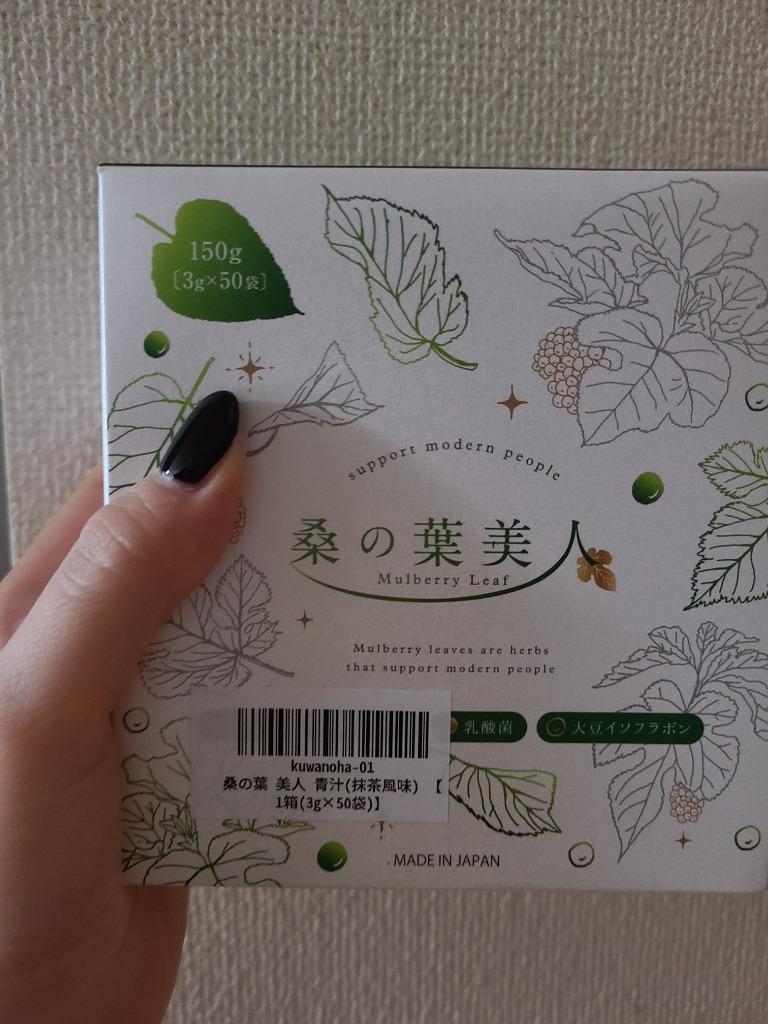 150g
〔3g×50袋〕
support modern people
桑の葉美人
Mulberry Leaf
Mulberry leaves are herbs
that support modern people
乳酸菌
大豆イソフラボン
kuwanoha-01
桑の葉 美人 青汁(抹茶風味) 【
1箱(3g×50袋)】
MADE IN JAPAN